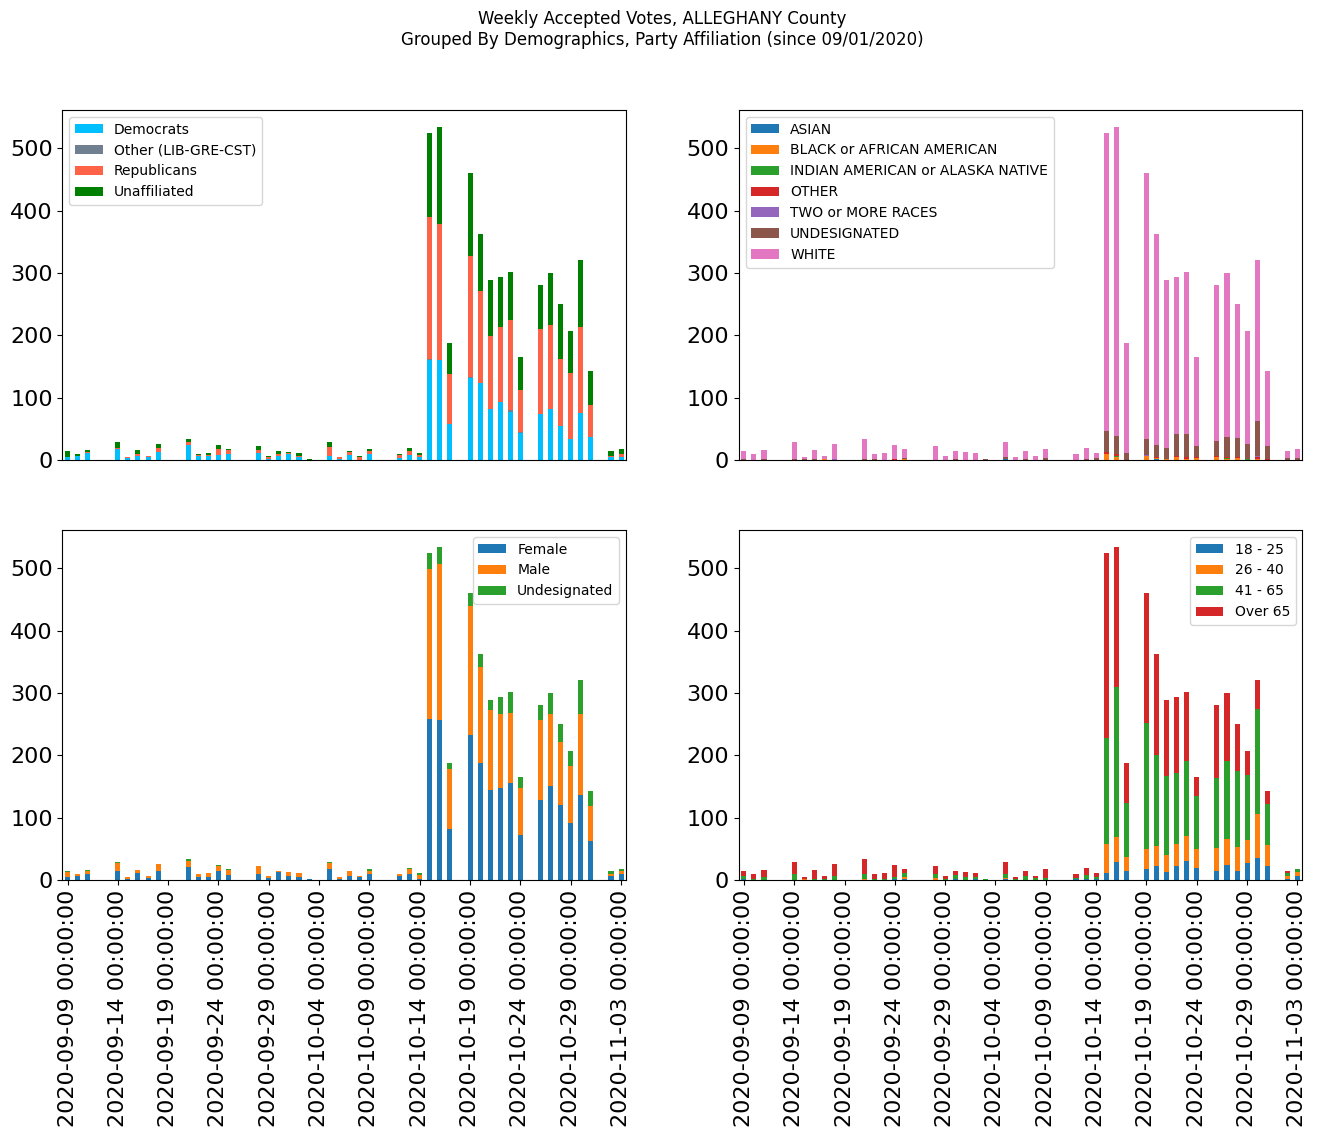 Weekly Accepted Votes, ALLEGHANY County
Grouped By Demographics, Party Affiliation (since 09/01/2020)
500
400
300
200
100
0
Democrats
Other (LIB-GRE-CST)
Republicans
Unaffiliated
500
400
300
200
100
0
ASIAN
BLACK or AFRICAN AMERICAN
INDIAN AMERICAN or ALASKA NATIVE
OTHER
TWO or MORE RACES
UNDESIGNATED
WHITE
500
400
300
200
100
0
Female
Male
Undesignated
2020-09-09 00:00:00
2020-09-14 00:00:00
2020-09-19 00:00:00
2020-09-24 00:00:00
2020-09-29 00:00:00
2020-10-04 00:00:00
2020-10-09 00:00:00
2020-10-14 00:00:00
2020-10-19 00:00:00
2020-10-24 00:00:00
2020-10-29 00:00:00
2020-11-03 00:00:00
500
400
300
200
100
0
18 - 25
26 - 40
41 - 65
Over 65
2020-09-09 00:00:00
2020-09-14 00:00:00
2020-09-19 00:00:00
2020-09-24 00:00:00
2020-09-29 00:00:00
2020-10-04 00:00:00
2020-10-09 00:00:00
2020-10-14 00:00:00
2020-10-19 00:00:00
2020-10-24 00:00:00
2020-10-29 00:00:00
2020-11-03 00:00:00